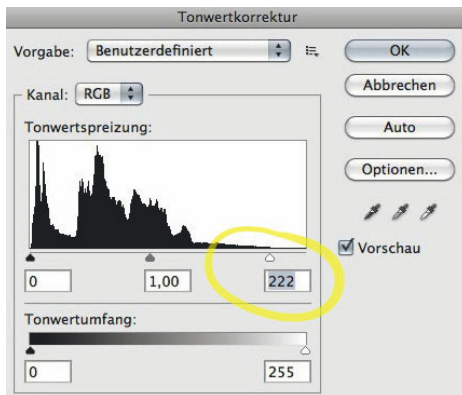 Tonwertkorrektur
Vorgabe: Benutzerdefiniert
OK
Abbrechen
Kanal: RGB
Auto
Tonwertspreizung:
Optionen...
Vorschau
0 1,00 222
Tonwertumfang:
0 255